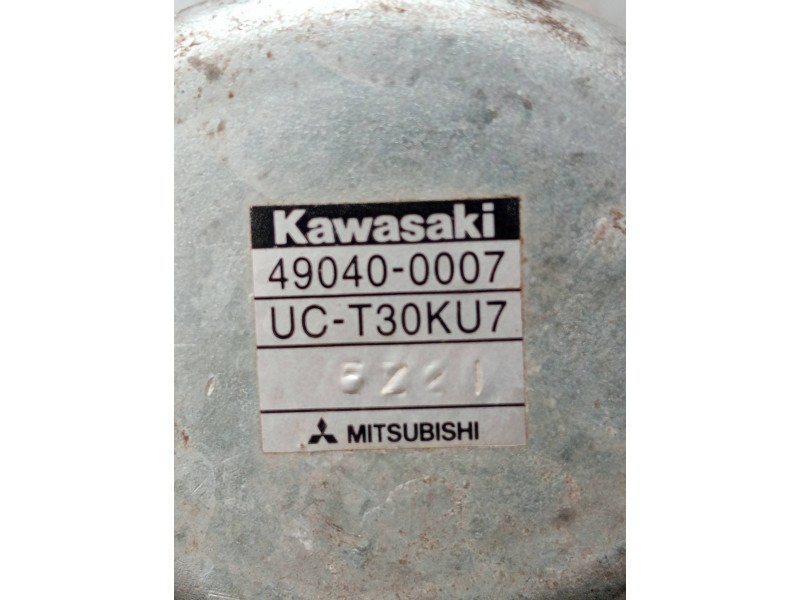 Kawasaki
49040-0007
UC-T30KU7
MITSUBISHI